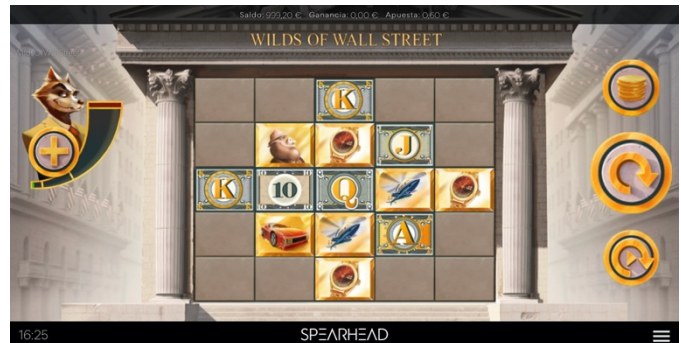 Saldo: 999,20 € Ganancia: 0,00 € Apuesta: 0,60 €
WILDS OF WALL STREET
K
J
K 10 Q
A
16:25 SPEARHEAD